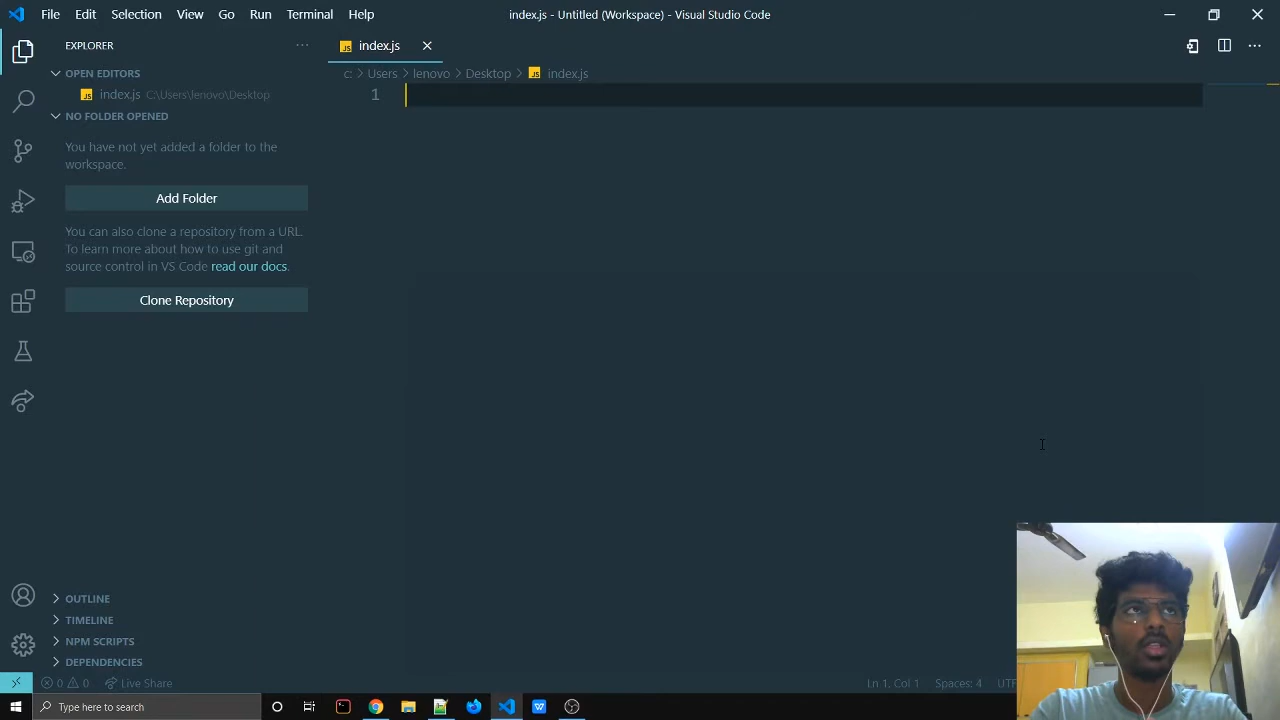 File Edit Selection View Go Run Terminal Help index.js - Untitled (Workspace) - Visual Studio Code
EXPLORER
JS index.js
OPEN EDITORS
c: > Users > lenovo > Desktop > JS index.js
JS index.js C:\Users\lenovo\Desktop
1
NO FOLDER OPENED
You have not yet added a folder to the
workspace.
Add Folder
You can also clone a repository from a URL.
To learn more about how to use git and
source control in VS Code read our docs.
Clone Repository
OUTLINE
TIMELINE
NPM SCRIPTS
DEPENDENCIES
0 0 Live Share Ln 1, Col 1 Spaces: 4 UTF
Type here to search
W